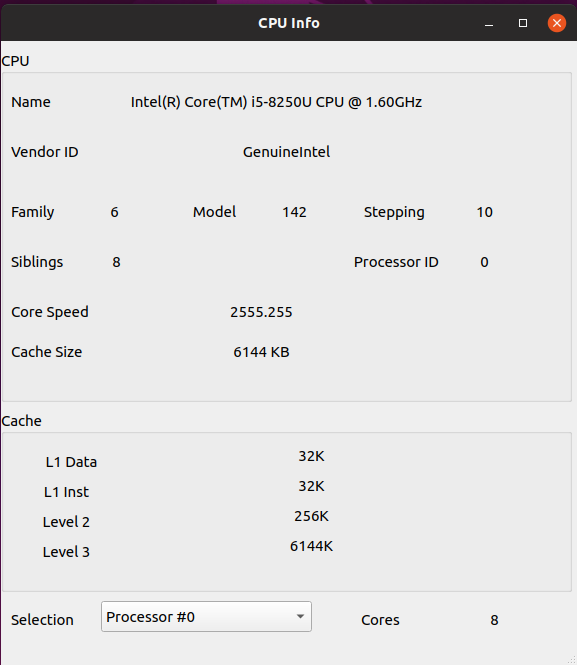 CPU Info
CPU
Name Intel(R) Core(TM) i5-8250U CPU @ 1.60GHz
Vendor ID GenuineIntel
Family 6 Model 142 Stepping 10
Siblings 8 Processor ID 0
Core Speed 2555.255
Cache Size 6144 KB
Cache
L1 Data 32K
L1 Inst 32K
Level 2 256K
Level 3 6144K
Selection Processor #0 Cores 8